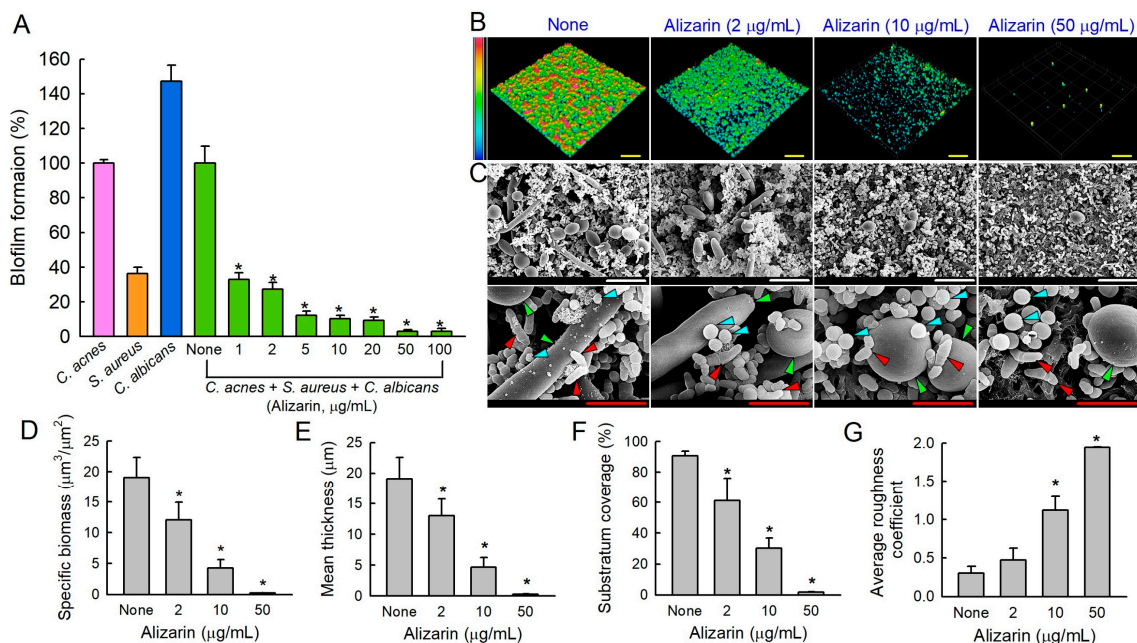 A
Biofilm formaion (%)
160
140
120
100
80
60
40
20
0
C. acnes
S. aureus
C. albicans
None
1
2
5
10
20
50
100
* * * * * * *
C. acnes + S. aureus + C. albicans
(Alizarin, μg/mL)
B
None
Alizarin (2 μg/mL)
Alizarin (10 μg/mL)
Alizarin (50 μg/mL)
C
D
Specific biomass (μm³/μm²)
25
20
15
10
5
0
* * *
None 2 10 50
Alizarin (μg/mL)
E
Mean thickness (μm)
25
20
15
10
5
0
* * *
None 2 10 50
Alizarin (μg/mL)
F
Substratum coverage (%)
100
80
60
40
20
0
* * *
None 2 10 50
Alizarin (μg/mL)
G
Average roughness
coefficient
2.0
1.5
1.0
0.5
0.0
* *
None 2 10 50
Alizarin (μg/mL)